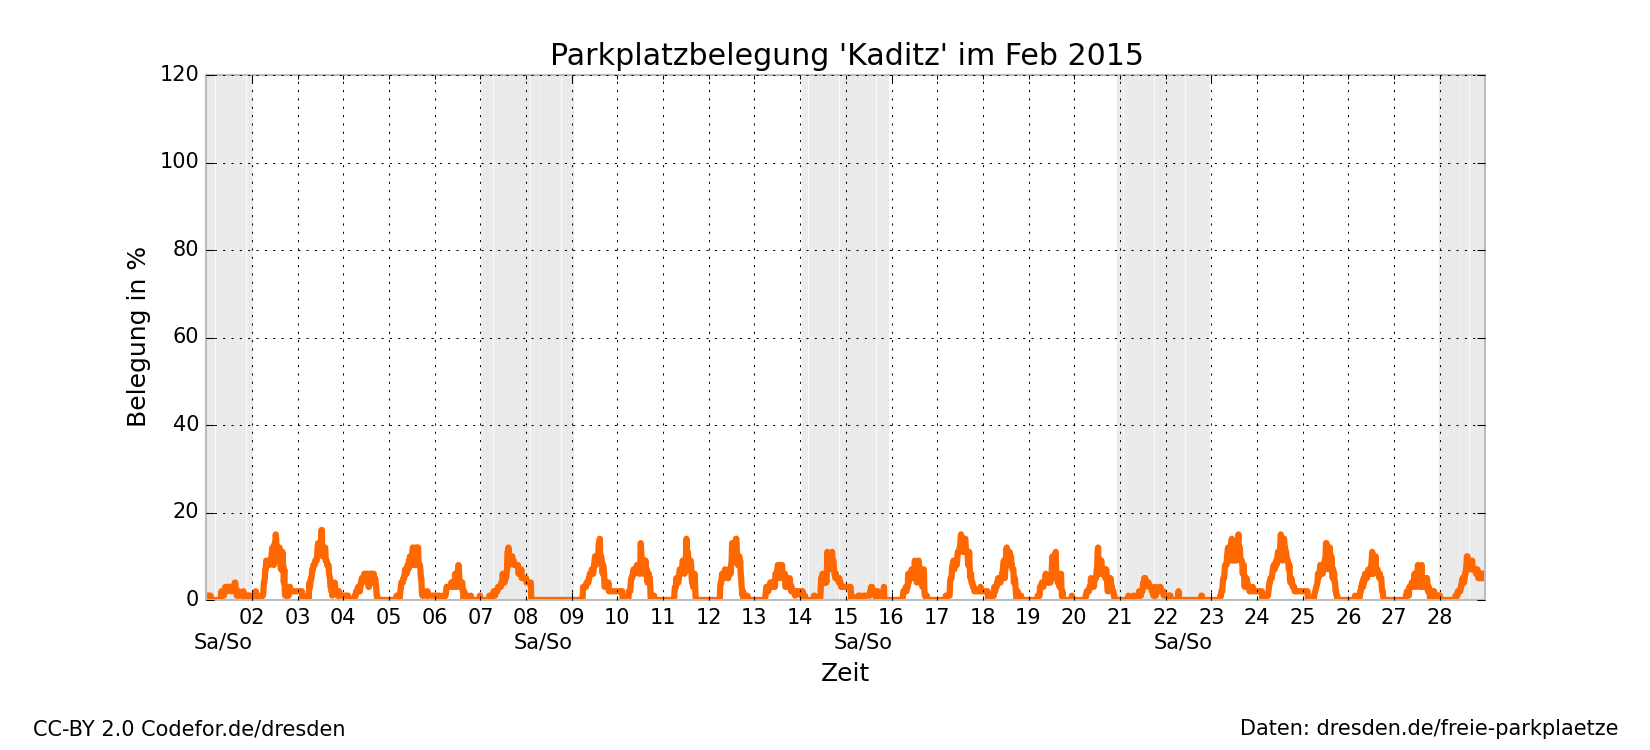 Parkplatzbelegung 'Kaditz' im Feb 2015
120
100
80
60
40
20
0
Belegung in %
02 03 04 05 06 07 08 09 10 11 12 13 14 15 16 17 18 19 20 21 22 23 24 25 26 27 28
Sa/So Sa/So Sa/So Sa/So
Zeit
CC-BY 2.0 Codefor.de/dresden
Daten: dresden.de/freie-parkplaetze